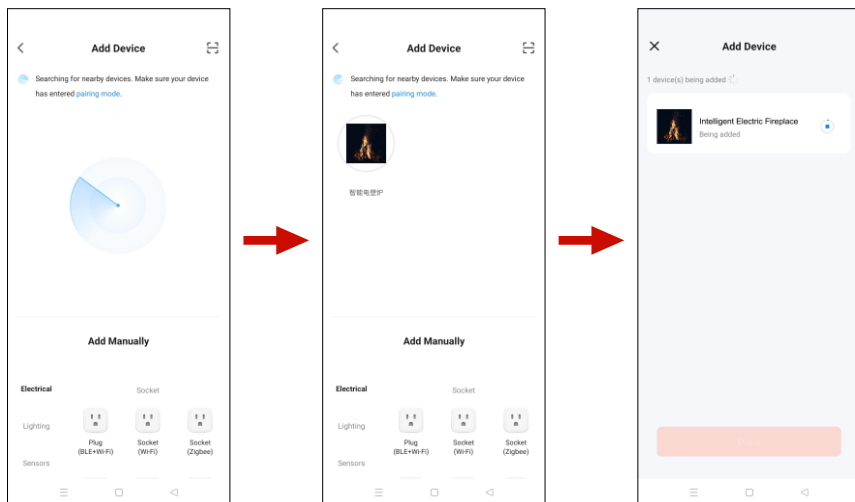 Add Device
Searching for nearby devices. Make sure your device
has entered pairing mode.
Add Manually
Electrical
Socket
Lighting
Plug
(BLE+Wi-Fi)
Socket
(Wi-Fi)
Socket
(Zigbee)
Sensors
Add Device
Searching for nearby devices. Make sure your device
has entered pairing mode.
智能电壁炉
Add Manually
Electrical
Socket
Lighting
Plug
(BLE+Wi-Fi)
Socket
(Wi-Fi)
Socket
(Zigbee)
Sensors
Add Device
1 device(s) being added
Intelligent Electric Fireplace
Being added